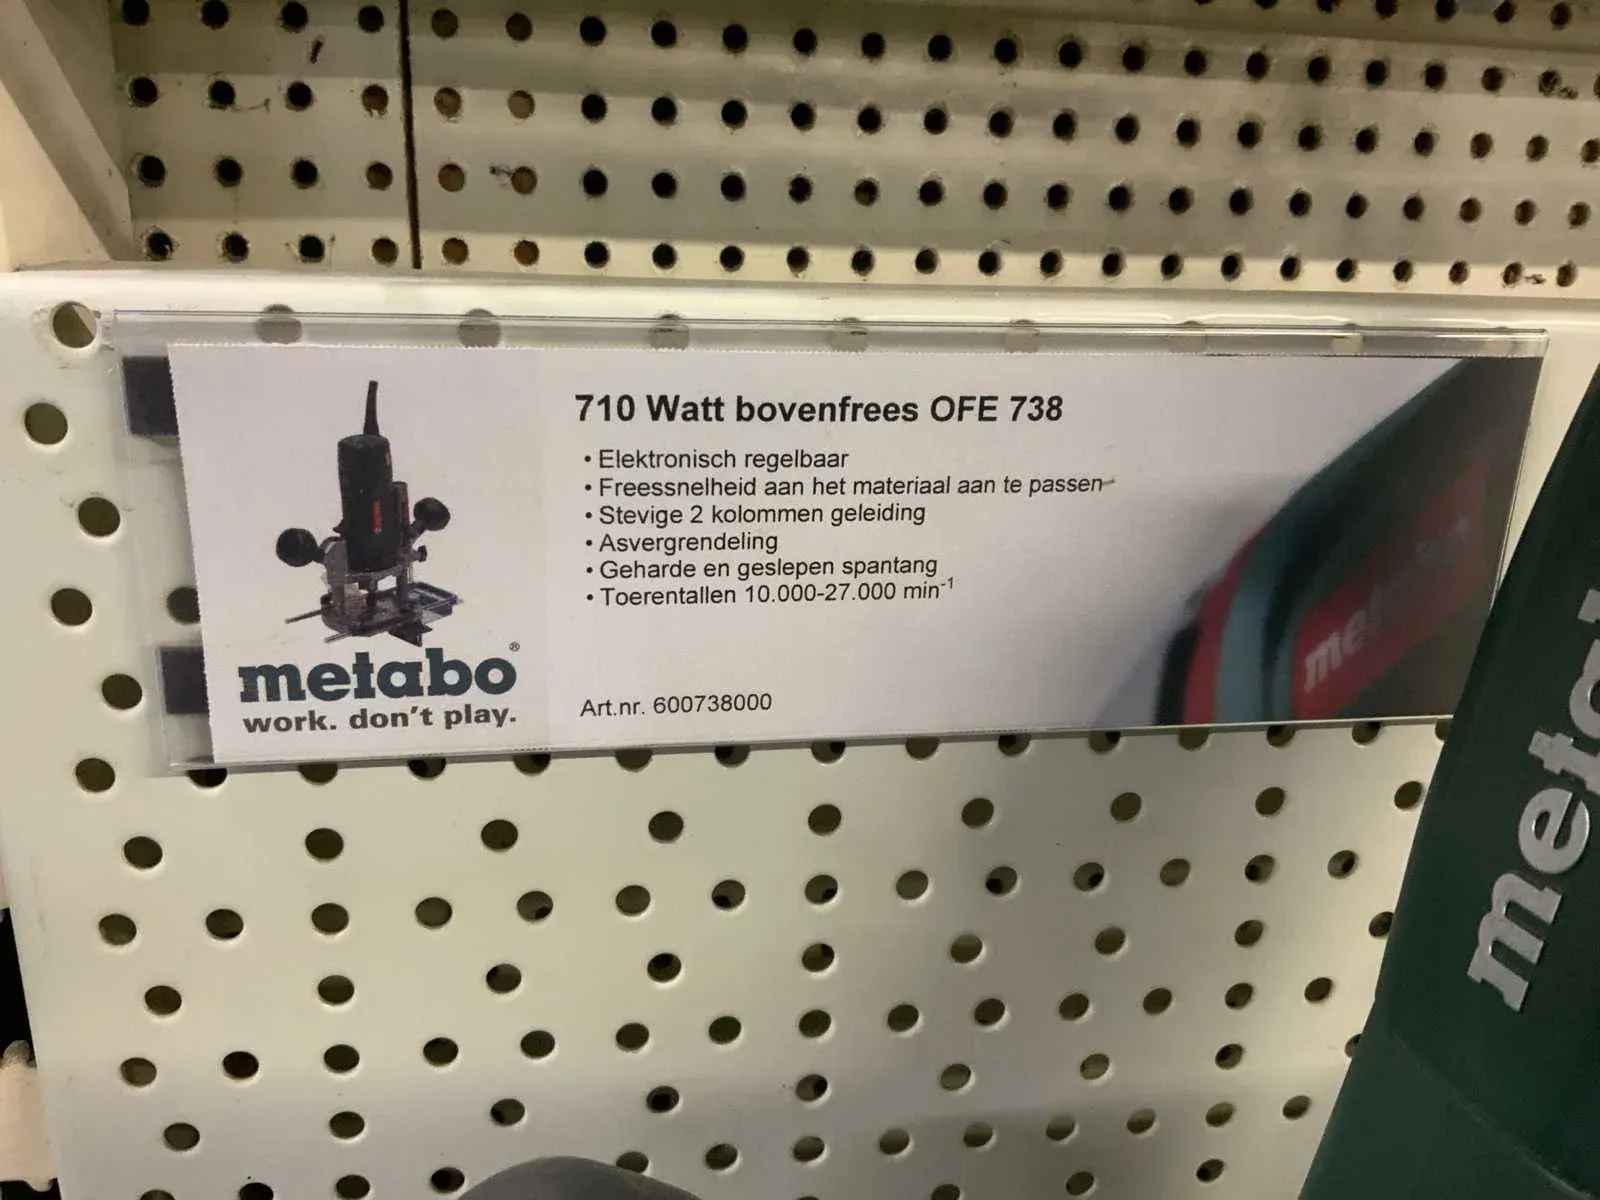 710 Watt bovenfrees OFE 738
• Elektronisch regelbaar
• Freessnelheid aan het materiaal aan te passen
• Stevige 2 kolommen geleiding
• Asvergrendeling
• Geharde en geslepen spantang
• Toerentallen 10.000-27.000 min⁻¹
metabo®
work. don't play.
Art.nr. 600738000